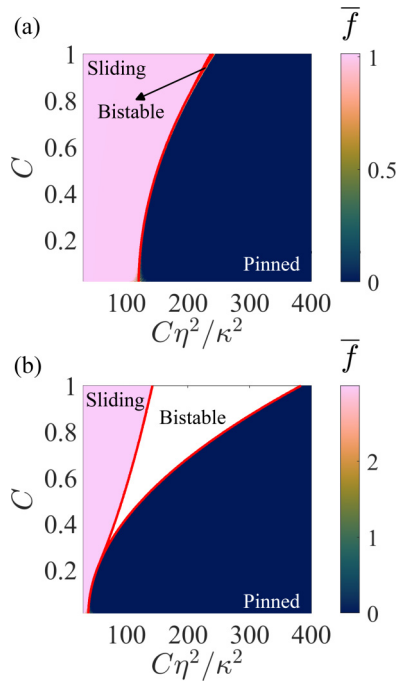 (a)
f̅
1
Sliding
1
0.8
Bistable
0.6
0.5
C
0.4
0.2
Pinned
0
100 200 300 400
Cη²/κ²
(b)
f̅
1
Sliding
Bistable
0.8
2
0.6
C
0.4
1
0.2
Pinned
0
100 200 300 400
Cη²/κ²